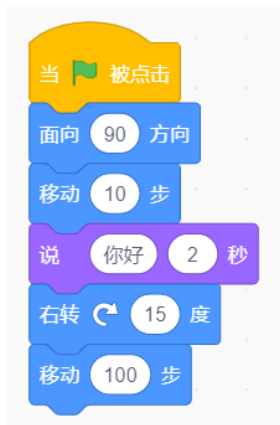 当 被点击
面向 90 方向
移动 10 步
说 你好 2 秒
右转 15 度
移动 100 步